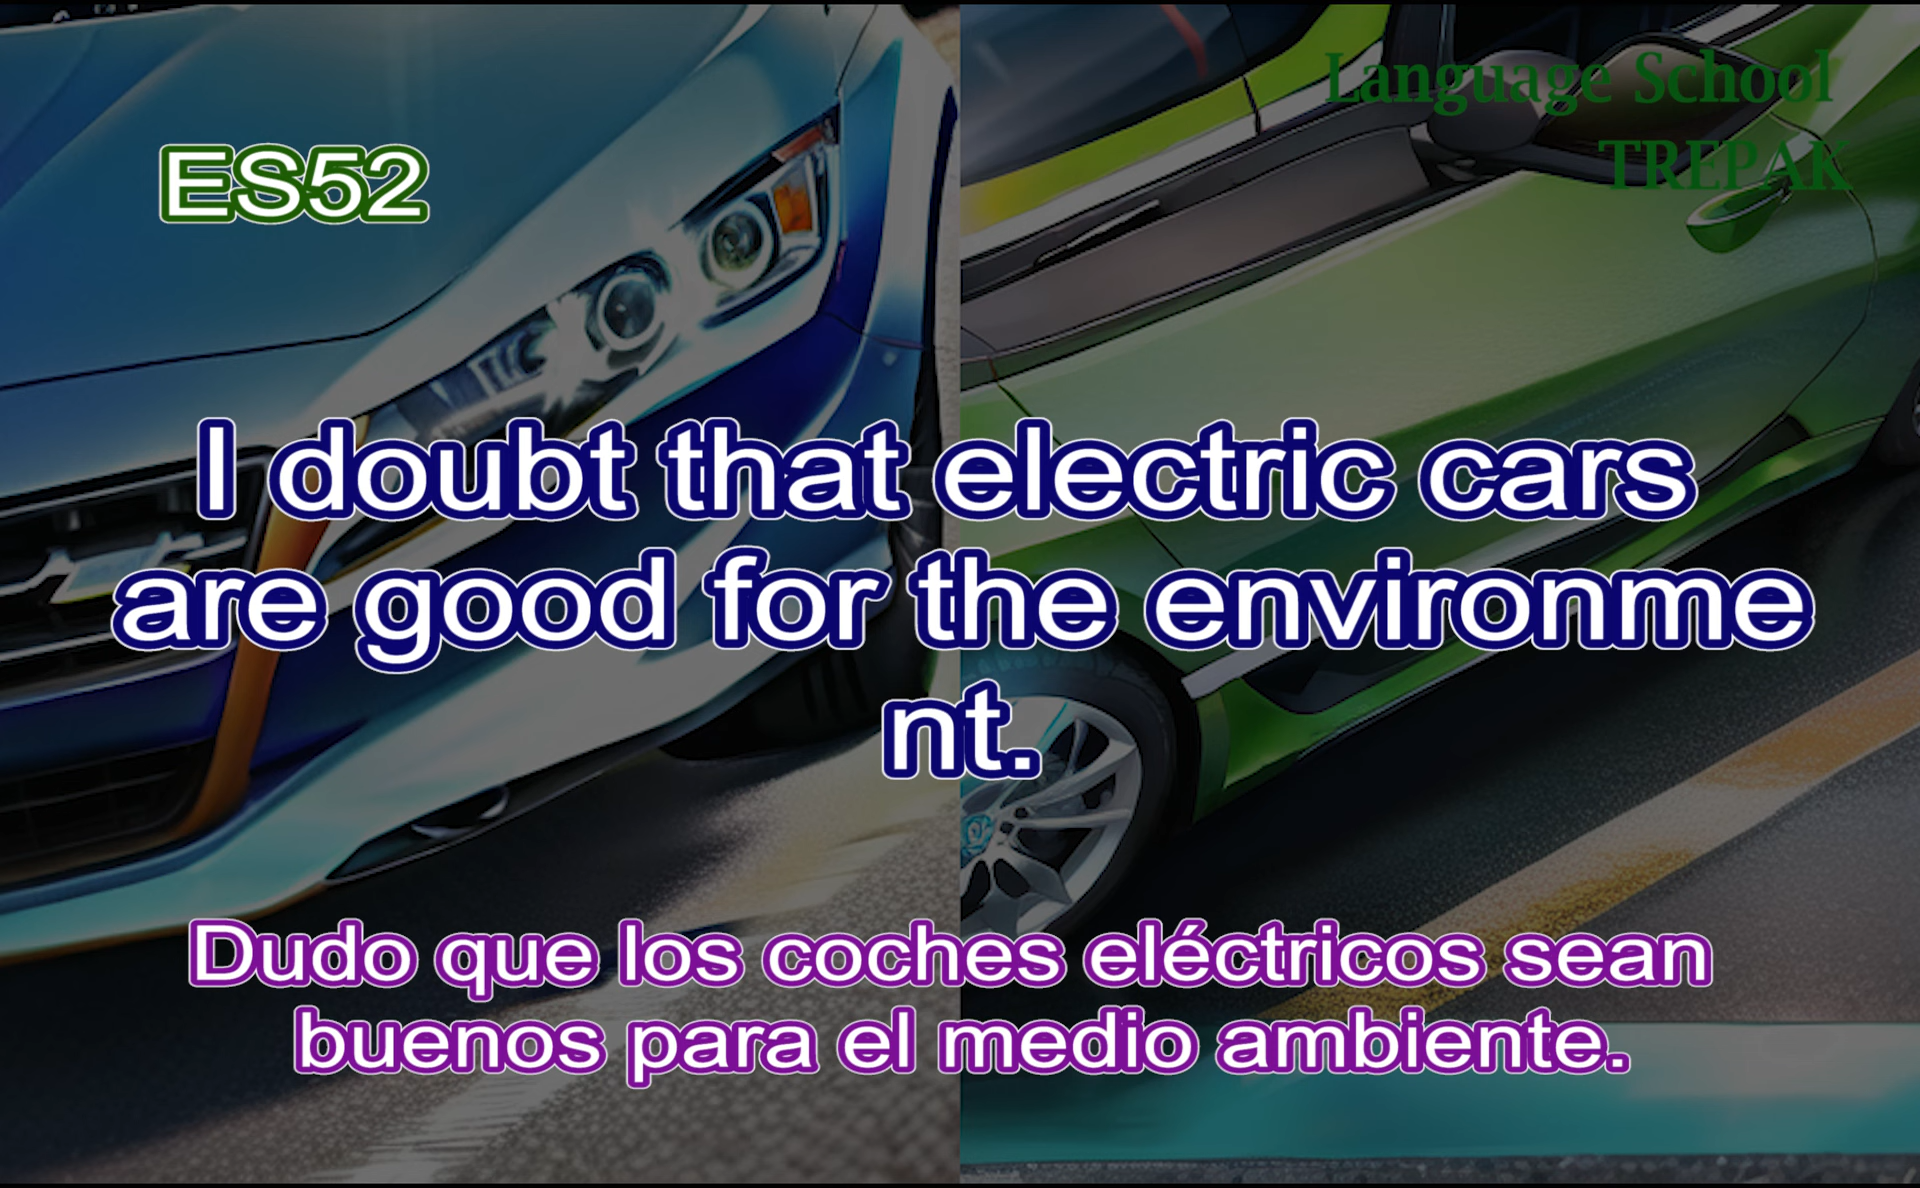 Language School
TREPAK
ES52
I doubt that electric cars
are good for the environme
nt.
Dudo que los coches eléctricos sean
buenos para el medio ambiente.